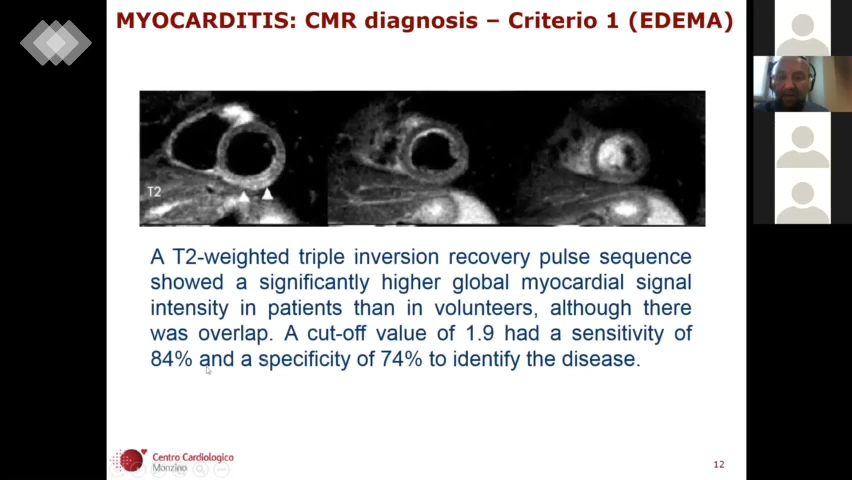 MYOCARDITIS: CMR diagnosis – Criterio 1 (EDEMA)
T2
A T2-weighted triple inversion recovery pulse sequence
showed a significantly higher global myocardial signal
intensity in patients than in volunteers, although there
was overlap. A cut-off value of 1.9 had a sensitivity of
84% and a specificity of 74% to identify the disease.
Centro Cardiologico
Monzino
12